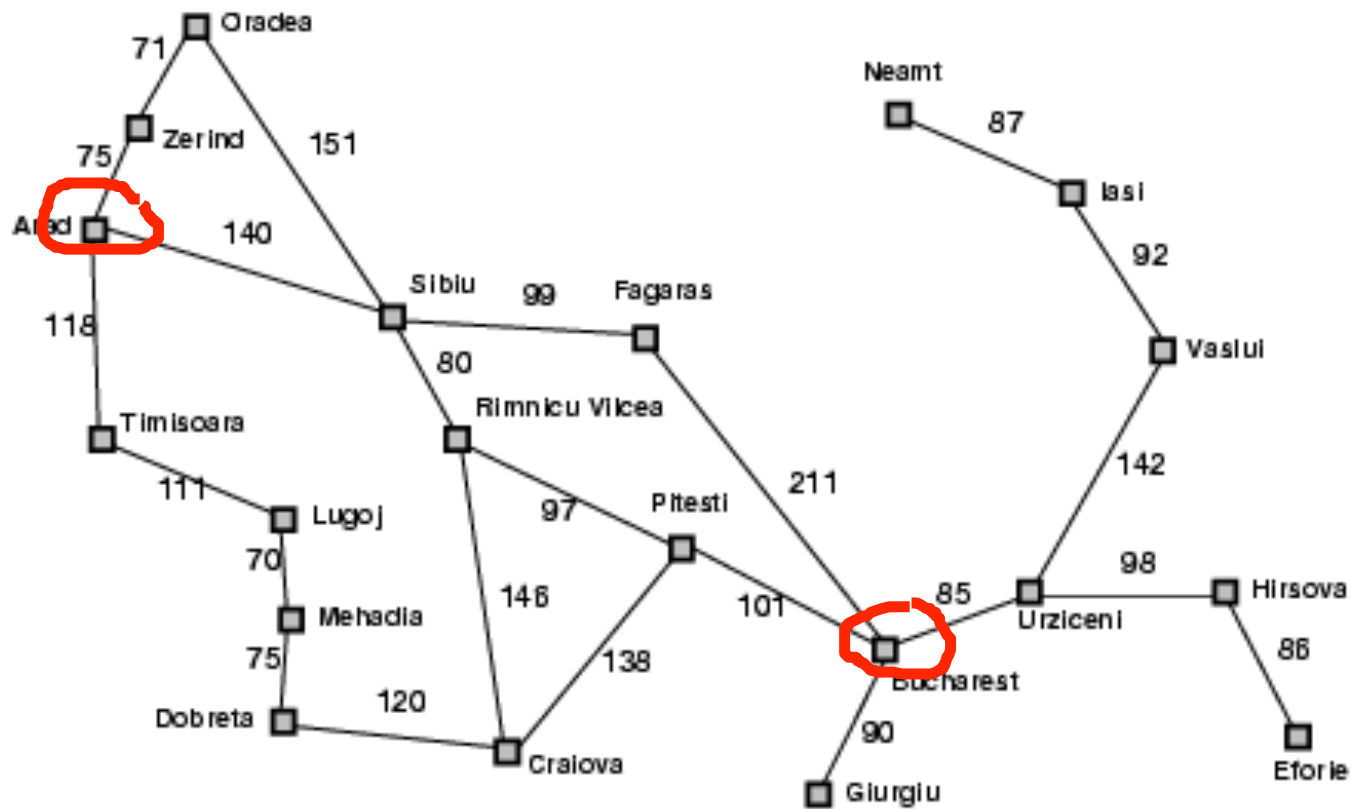 Oradea
71
Neamt
87
Zerind
151
75
Iasi
Arad
140
92
Sibiu
99
Fagaras
118
80
Vaslui
Timisoara
Rimnicu Vilcea
142
111
211
Lugoj
97
Pitesti
70
98
146
101
85
Hirsova
Mehadia
Urziceni
75
138
86
Bucharest
Dobreta
120
90
Craiova
Eforie
Giurgiu